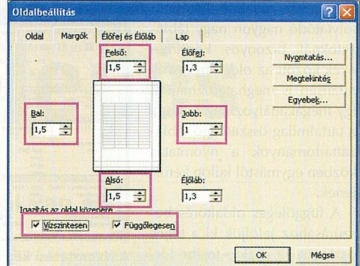 Oldalbeállítás
Oldal Margók Élőfej és Élőláb Lap
Felső: Élőfej:
1,5 1,3
Nyomtatás...
Megtekintés
Egyebek...
Bal: Jobb:
1,5 1
Alsó: Élőláb:
1,5 1,3
Igazítás az oldal közepére
Vízszintesen Függőlegesen
OK Mégse